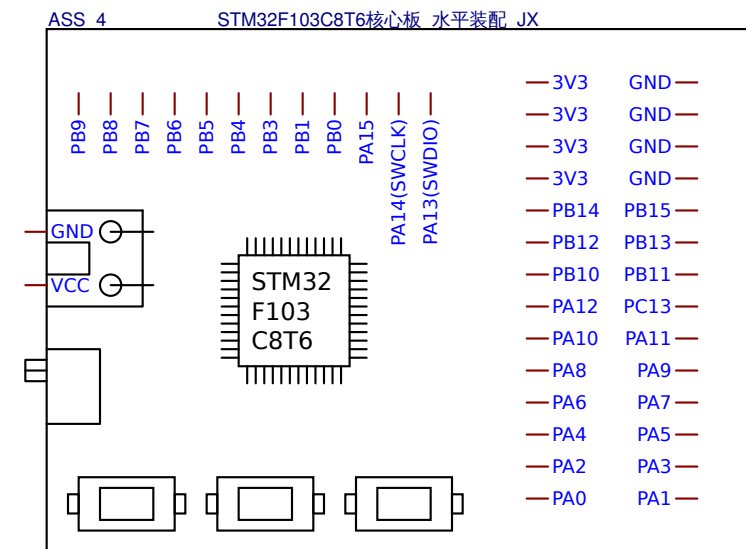 ASS_4 STM32F103C8T6核心板_水平装配_JX
PB9 PB8 PB7 PB6 PB5 PB4 PB3 PB1 PB0 PA15 PA14(SWCLK) PA13(SWDIO)
3V3 GND
3V3 GND
3V3 GND
3V3 GND
PB14 PB15
PB12 PB13
PB10 PB11
PA12 PC13
PA10 PA11
PA8 PA9
PA6 PA7
PA4 PA5
PA2 PA3
PA0 PA1
GND
VCC
STM32
F103
C8T6